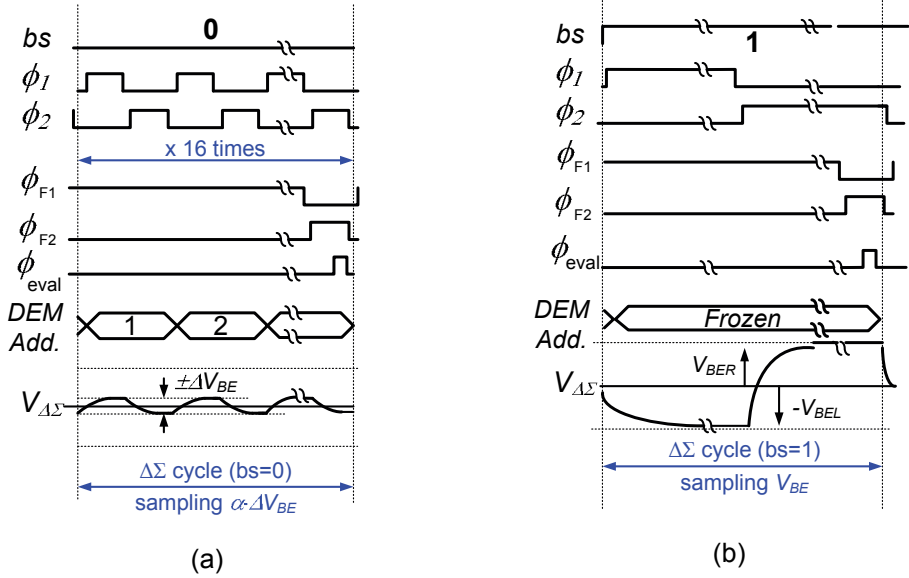 bs
0
ϕ1
ϕ2
x 16 times
ϕF1
ϕF2
ϕeval
DEM Add.
1
2
VΔΣ
±ΔVBE
ΔΣ cycle (bs=0)
sampling α·ΔVBE
(a)
bs
1
ϕ1
ϕ2
ϕF1
ϕF2
ϕeval
DEM Add.
Frozen
VΔΣ
VBER
-VBEL
ΔΣ cycle (bs=1)
sampling VBE
(b)